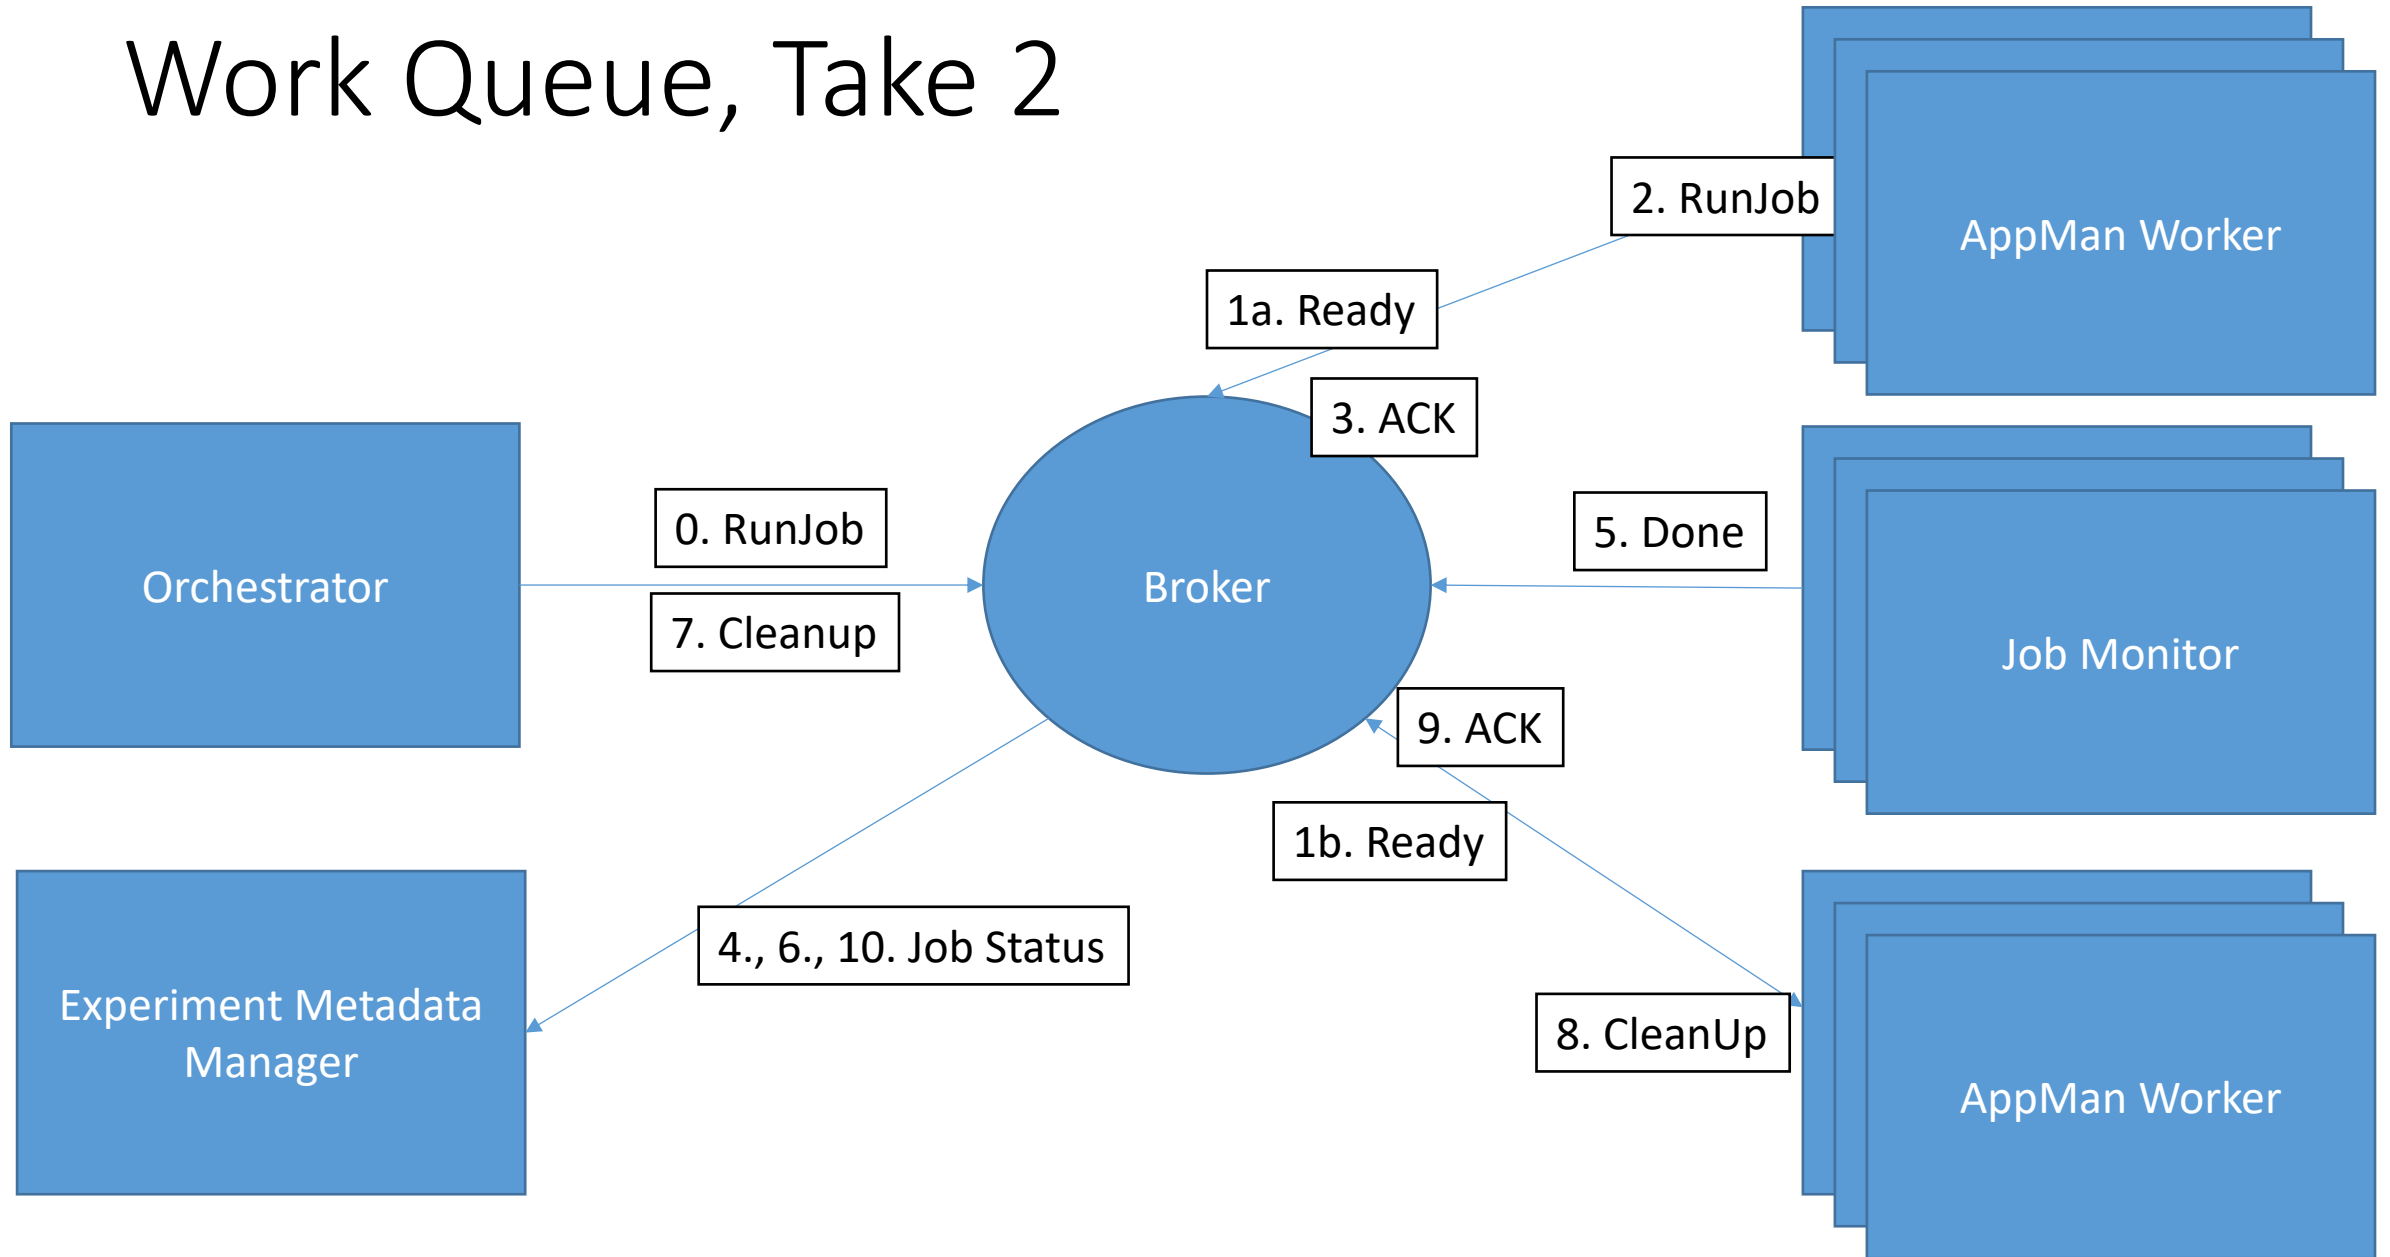 Work Queue, Take 2
2. RunJob
AppMan Worker
1a. Ready
3. ACK
0. RunJob
5. Done
Orchestrator
Broker
7. Cleanup
Job Monitor
9. ACK
1b. Ready
4., 6., 10. Job Status
Experiment Metadata
Manager
8. CleanUp
AppMan Worker